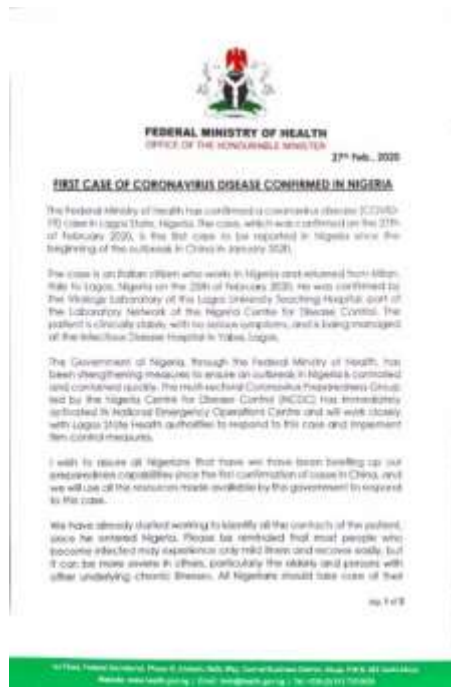 FEDERAL MINISTRY OF HEALTH
OFFICE OF THE HONOURABLE MINISTER
27th Feb., 2020
FIRST CASE OF CORONAVIRUS DISEASE CONFIRMED IN NIGERIA
The Federal Ministry of Health has confirmed a coronavirus disease (COVID-
19) case in Lagos State, Nigeria. The case, which was confirmed on the 27th
of February 2020, is the first case to be reported in Nigeria since the
beginning of the outbreak in China in January 2020.
The case is an Italian citizen who works in Nigeria and returned from Milan,
Italy to Lagos, Nigeria on the 25th of February 2020. He was confirmed by
the Virology Laboratory of the Lagos University Teaching Hospital, part of
the Laboratory Network of the Nigeria Centre for Disease Control. The
patient is clinically stable, with no serious symptoms, and is being managed
at the Infectious Disease Hospital in Yaba, Lagos.
The Government of Nigeria, through the Federal Ministry of Health, has
been strengthening measures to ensure an outbreak in Nigeria is controlled
and contained quickly. The multi-sectoral Coronavirus Preparedness Group
led by the Nigeria Centre for Disease Control (NCDC) has immediately
activated its National Emergency Operations Centre and will work closely
with Lagos State Health authorities to respond to this case and implement
firm control measures.
I wish to assure all Nigerians that have we have been beefing up our
preparedness capabilities since the first confirmation of cases in China, and
we will use all the resources made available by the government to respond
to this case.
We have already started working to identify all the contacts of the patient,
since he entered Nigeria. Please be reminded that most people who
become infected may experience only mild illness and recover easily, but
it can be more severe in others, particularly the elderly and persons with
other underlying chronic illnesses. All Nigerians should take care of their